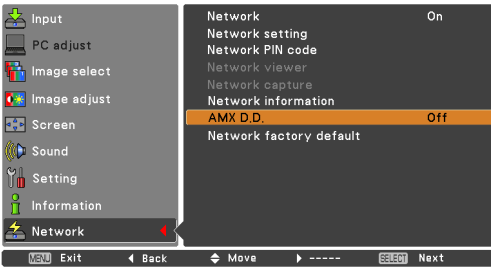 Input
PC adjust
Image select
Image adjust
Screen
Sound
Setting
Information
Network
Network On
Network setting
Network PIN code
Network viewer
Network capture
Network information
AMX D.D. Off
Network factory default
MENU Exit Back Move ----- SELECT Next